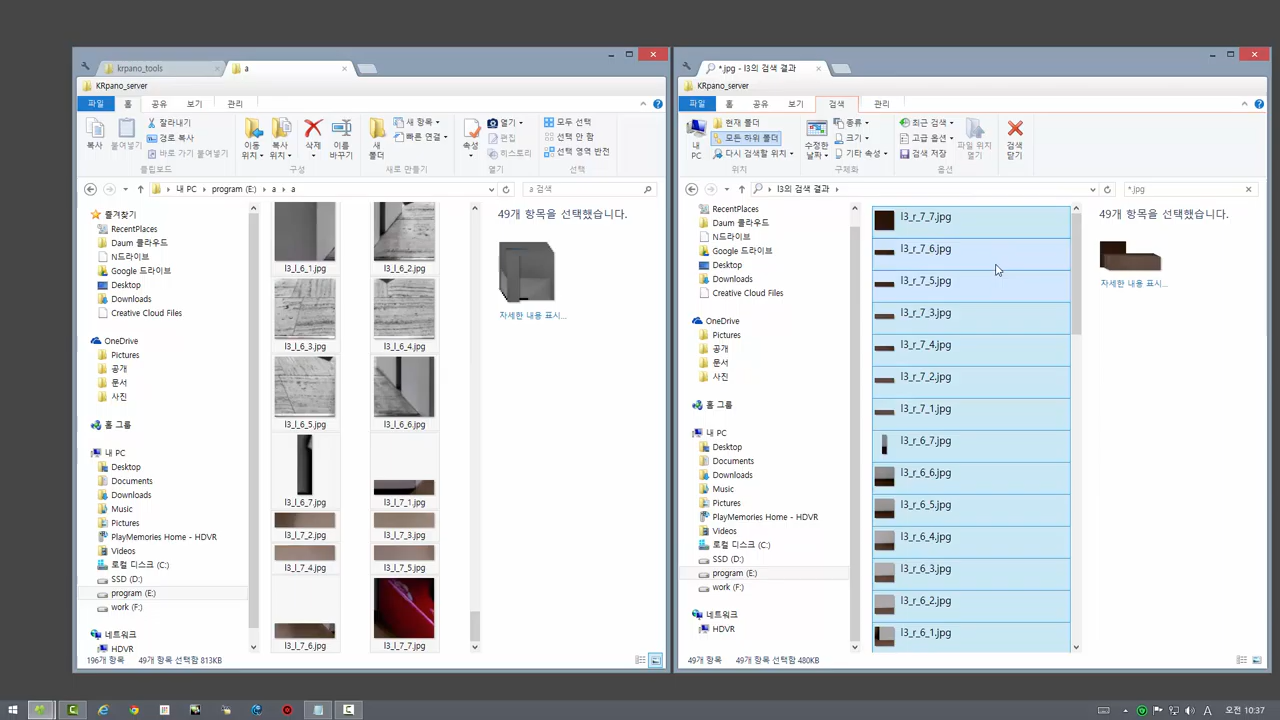 krpano_tools
a
KRpano_server
파일
홈
공유
보기
관리
복사
붙여넣기
잘라내기
경로 복사
바로 가기 붙여넣기
클립보드
이동 위치
복사 위치
삭제
이름 바꾸기
구성
새 폴더
새 항목
빠른 연결
새로 만들기
속성
열기
편집
히스토리
열기
모두 선택
선택 안 함
선택 영역 반전
선택
내 PC
program (E:)
a
a
a 검색
즐겨찾기
RecentPlaces
Daum 클라우드
N드라이브
Google 드라이브
Desktop
Downloads
Creative Cloud Files
OneDrive
Pictures
공개
문서
사진
홈 그룹
내 PC
Desktop
Documents
Downloads
Music
Pictures
PlayMemories Home - HDVR
Videos
로컬 디스크 (C:)
SSD (D:)
program (E:)
work (F:)
네트워크
HDVR
l3_l_6_1.jpg
l3_l_6_2.jpg
l3_l_6_3.jpg
l3_l_6_4.jpg
l3_l_6_5.jpg
l3_l_6_6.jpg
l3_l_6_7.jpg
l3_l_7_1.jpg
l3_l_7_2.jpg
l3_l_7_3.jpg
l3_l_7_4.jpg
l3_l_7_5.jpg
l3_l_7_6.jpg
l3_l_7_7.jpg
49개 항목을 선택했습니다.
자세한 내용 표시...
196개 항목
49개 항목 선택함 813KB
*.jpg - l3의 검색 결과
KRpano_server
파일
홈
공유
보기
검색
관리
내 PC
현재 폴더
모든 하위 폴더
다시 검색할 위치
위치
수정한 날짜
종류
크기
기타 속성
구체화
최근 검색
고급 옵션
검색 저장
파일 위치 열기
옵션
검색 닫기
l3의 검색 결과
*.jpg
RecentPlaces
Daum 클라우드
N드라이브
Google 드라이브
Desktop
Downloads
Creative Cloud Files
OneDrive
Pictures
공개
문서
사진
홈 그룹
내 PC
Desktop
Documents
Downloads
Music
Pictures
PlayMemories Home - HDVR
Videos
로컬 디스크 (C:)
SSD (D:)
program (E:)
work (F:)
네트워크
HDVR
l3_r_7_7.jpg
l3_r_7_6.jpg
l3_r_7_5.jpg
l3_r_7_3.jpg
l3_r_7_4.jpg
l3_r_7_2.jpg
l3_r_7_1.jpg
l3_r_6_7.jpg
l3_r_6_6.jpg
l3_r_6_5.jpg
l3_r_6_4.jpg
l3_r_6_3.jpg
l3_r_6_2.jpg
l3_r_6_1.jpg
49개 항목을 선택했습니다.
자세한 내용 표시...
49개 항목
49개 항목 선택함 480KB
A
오전 10:37